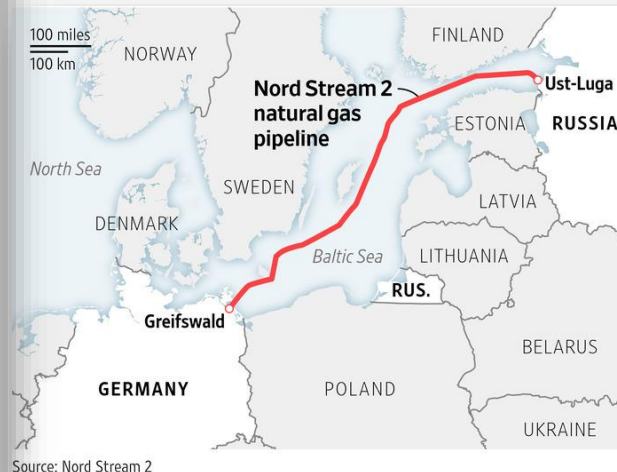 100 miles
100 km
NORWAY
FINLAND
Nord Stream 2
natural gas
pipeline
Ust-Luga
ESTONIA
RUSSIA
North Sea
SWEDEN
LATVIA
DENMARK
Baltic Sea
LITHUANIA
RUS.
Greifswald
BELARUS
GERMANY
POLAND
UKRAINE
Source: Nord Stream 2